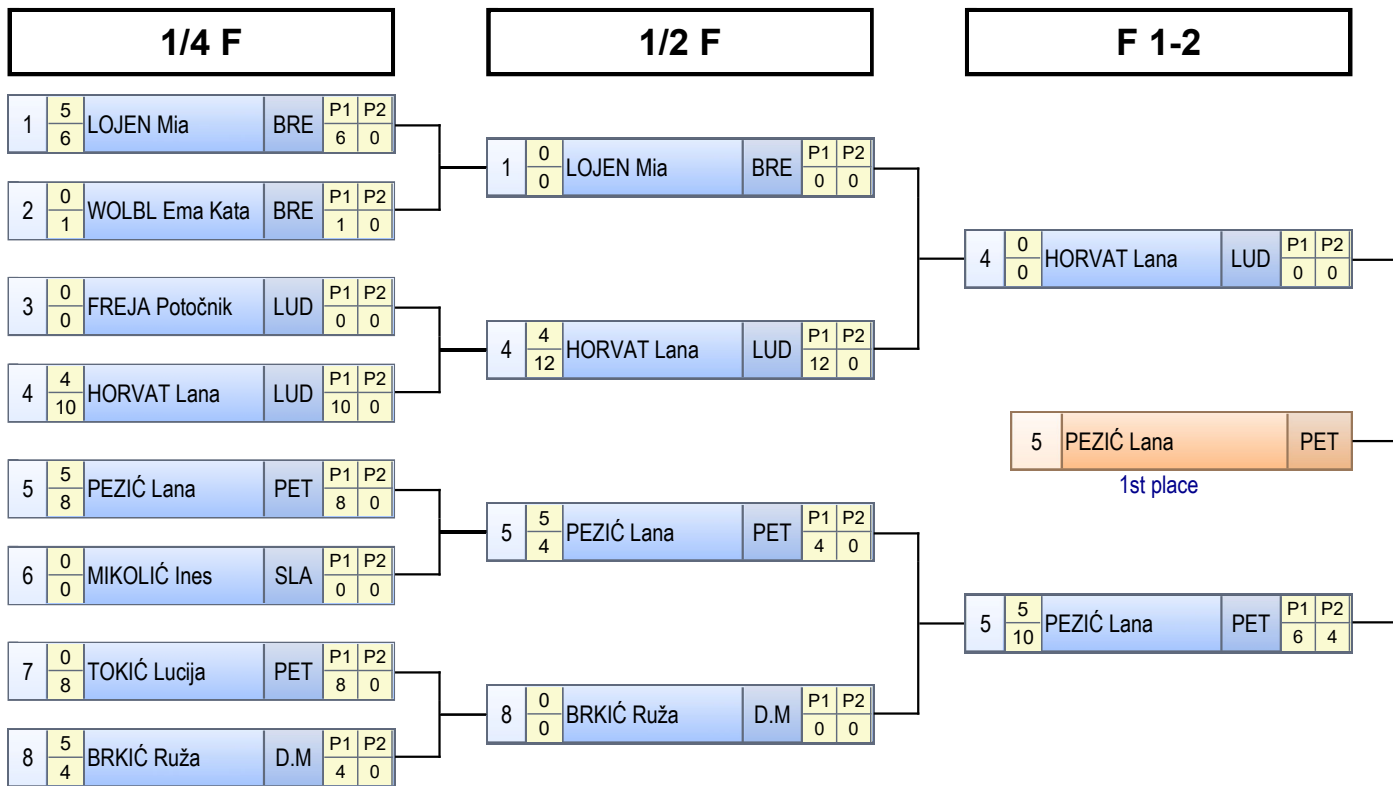 1/4 F
1/2 F
F 1-2
1 5 6 LOJEN Mia BRE P1 P2 6 0
2 0 1 WOLBL Ema Kata BRE P1 P2 1 0
3 0 0 FREJA Potočnik LUD P1 P2 0 0
4 4 10 HORVAT Lana LUD P1 P2 10 0
5 5 8 PEZIĆ Lana PET P1 P2 8 0
6 0 0 MIKOLIĆ Ines SLA P1 P2 0 0
7 0 8 TOKIĆ Lucija PET P1 P2 8 0
8 5 4 BRKIĆ Ruža D.M P1 P2 4 0
1 0 0 LOJEN Mia BRE P1 P2 0 0
4 4 12 HORVAT Lana LUD P1 P2 12 0
5 5 4 PEZIĆ Lana PET P1 P2 4 0
8 0 0 BRKIĆ Ruža D.M P1 P2 0 0
4 0 0 HORVAT Lana LUD P1 P2 0 0
5 PEZIĆ Lana PET
1st place
5 5 10 PEZIĆ Lana PET P1 P2 6 4